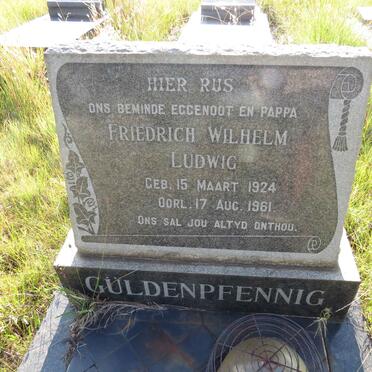 HIER RUS
ONS BEMINDE EGGENOOT EN PAPPA
FRIEDRICH WILHELM
LUDWIG
GEB. 15 MAART 1924
OORL. 17 AUG. 1961
ONS SAL JOU ALTYD ONTHOU.
GÜLDENPFENNIG